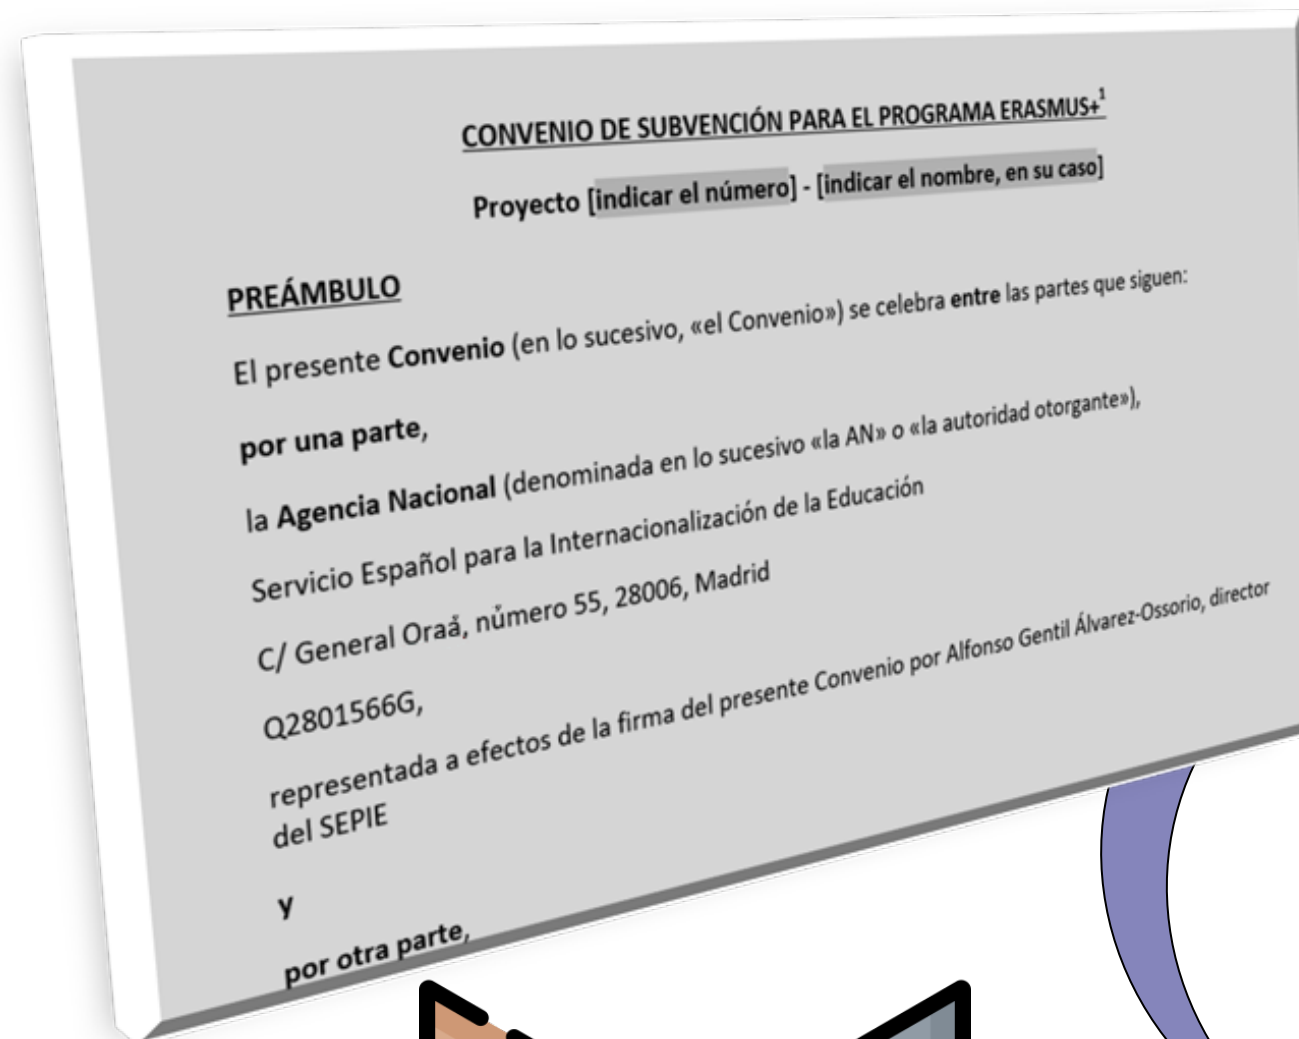 CONVENIO DE SUBVENCIÓN PARA EL PROGRAMA ERASMUS+¹
Proyecto [indicar el número] - [indicar el nombre, en su caso]
PREÁMBULO
El presente Convenio (en lo sucesivo, «el Convenio») se celebra entre las partes que siguen:
por una parte,
la Agencia Nacional (denominada en lo sucesivo «la AN» o «la autoridad otorgante»),
Servicio Español para la Internacionalización de la Educación
C/ General Oraá, número 55, 28006, Madrid
Q2801566G,
representada a efectos de la firma del presente Convenio por Alfonso Gentil Álvarez-Ossorio, director
del SEPIE
y
por otra parte,